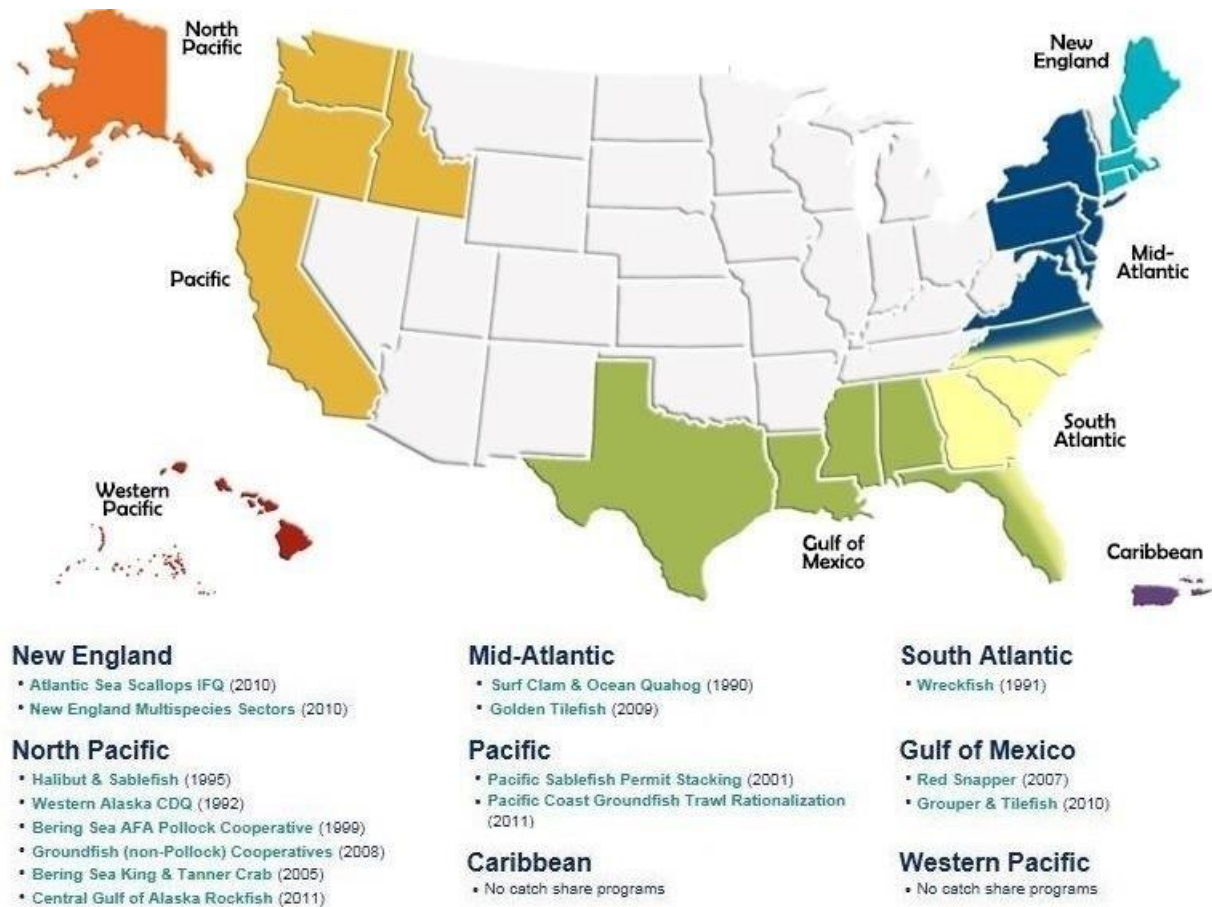 North
Pacific
New
England
Pacific
Mid-
Atlantic
South
Atlantic
Western
Pacific
Gulf of
Mexico
Caribbean
New England
• Atlantic Sea Scallops IFQ (2010)
• New England Multispecies Sectors (2010)
Mid-Atlantic
• Surf Clam & Ocean Quahog (1990)
• Golden Tilefish (2009)
South Atlantic
• Wreckfish (1991)
North Pacific
• Halibut & Sablefish (1995)
• Western Alaska CDQ (1992)
• Bering Sea AFA Pollock Cooperative (1999)
• Groundfish (non-Pollock) Cooperatives (2008)
• Bering Sea King & Tanner Crab (2005)
• Central Gulf of Alaska Rockfish (2011)
Pacific
• Pacific Sablefish Permit Stacking (2001)
• Pacific Coast Groundfish Trawl Rationalization
(2011)
Gulf of Mexico
• Red Snapper (2007)
• Grouper & Tilefish (2010)
Caribbean
• No catch share programs
Western Pacific
• No catch share programs